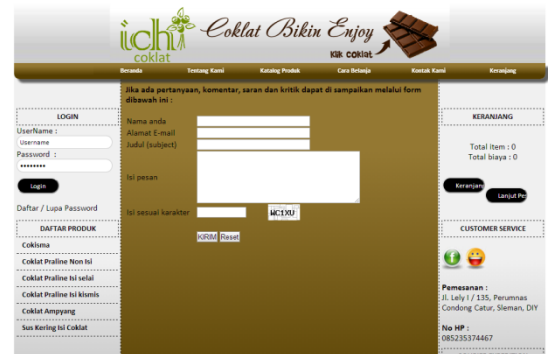 ichi
coklat
Coklat Bikin Enjoy
Klik coklat
Beranda
Tentang Kami
Katalog Produk
Cara Belanja
Kontak Kami
Keranjang
LOGIN
UserName :
Username
Password :
Login
Daftar / Lupa Password
DAFTAR PRODUK
Cokisma
Coklat Praline Non Isi
Coklat Praline Isi selai
Coklat Praline Isi kismis
Coklat Ampyang
Sus Kering Isi Coklat
Jika ada pertanyaan, komentar, saran dan kritik dapat di sampaikan melalui form
dibawah ini :
Nama anda
Alamat E-mail
Judul (subject)
Isi pesan
Isi sesuai karakter
WC1XU
KIRIM Reset
KERANJANG
Total Item : 0
Total biaya : 0
Keranjang
Lanjut Pe
CUSTOMER SERVICE
Pemesanan :
Jl. Lely I / 135, Perumnas
Condong Catur, Sleman, DIY
No HP :
085235374467